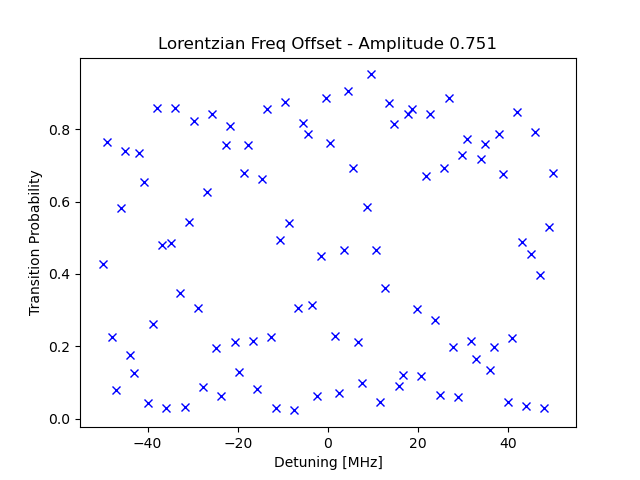 Lorentzian Freq Offset - Amplitude 0.751
Transition Probability
0.8
0.6
0.4
0.2
0.0
−40 −20 0 20 40
Detuning [MHz]